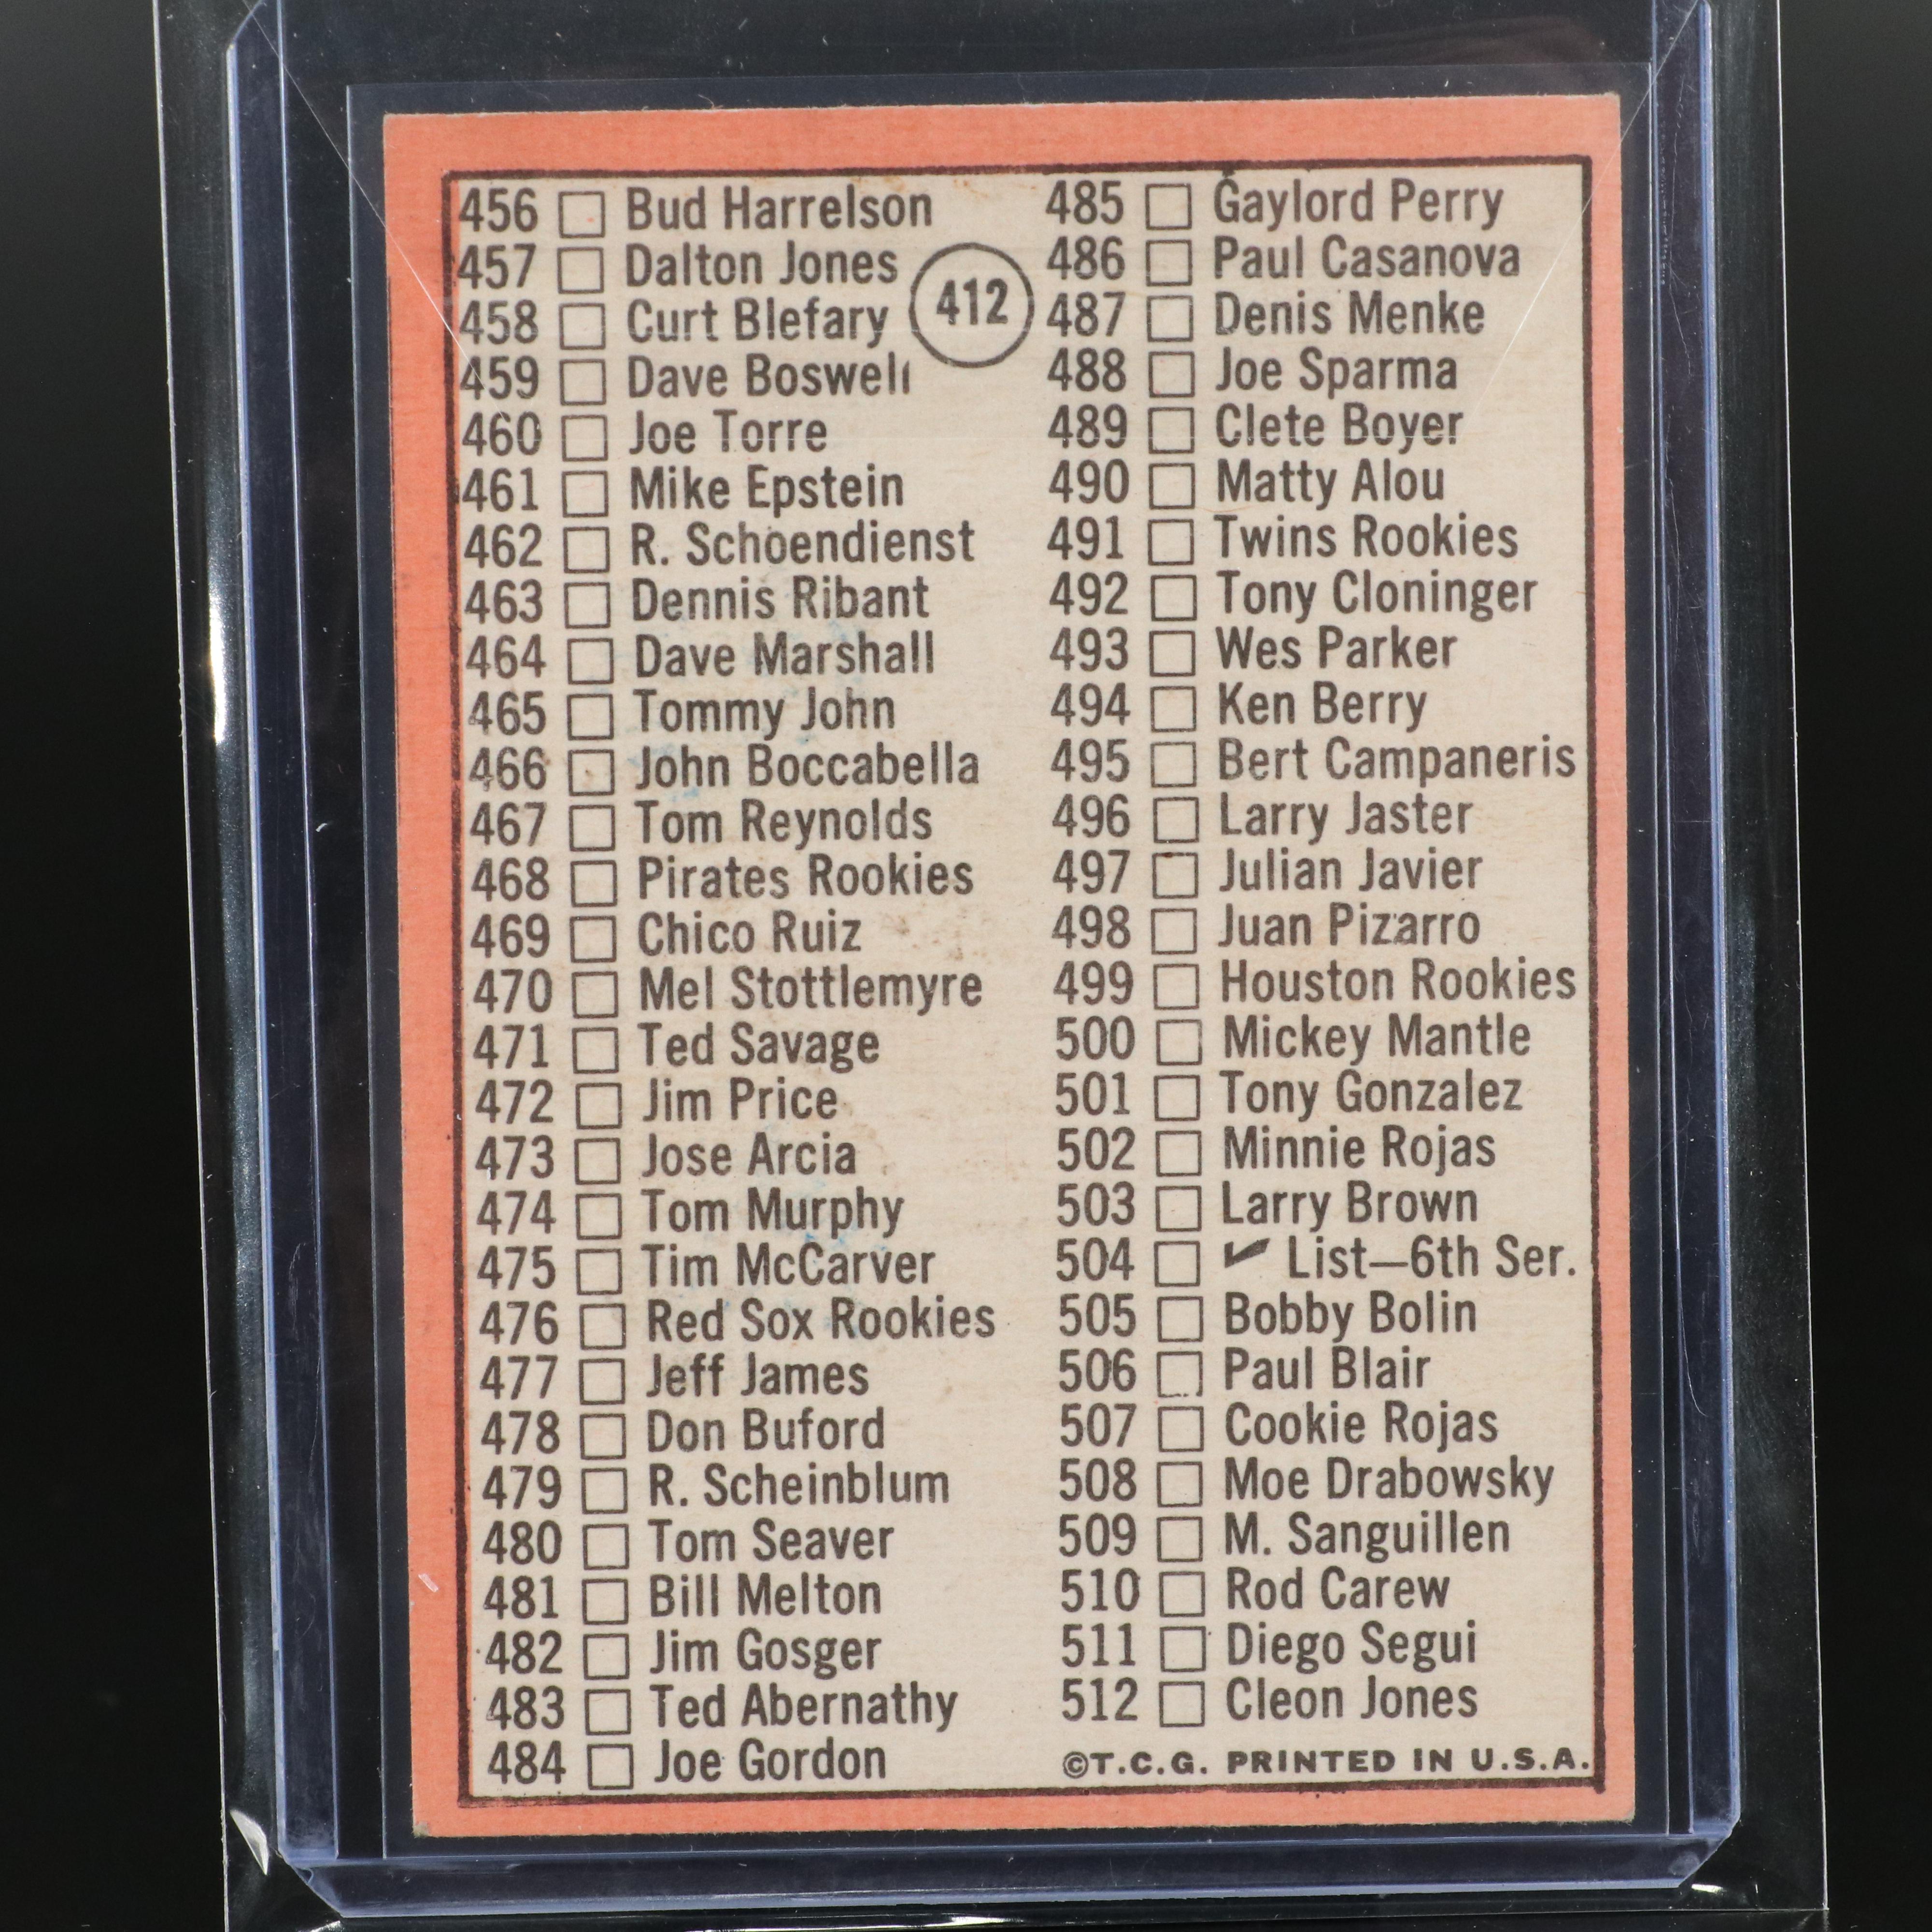 456 Bud Harrelson
457 Dalton Jones
458 Curt Blefary
459 Dave Boswell
460 Joe Torre
461 Mike Epstein
462 R. Schoendienst
463 Dennis Ribant
464 Dave Marshall
465 Tommy John
466 John Boccabella
467 Tom Reynolds
468 Pirates Rookies
469 Chico Ruiz
470 Mel Stottlemyre
471 Ted Savage
472 Jim Price
473 Jose Arcia
474 Tom Murphy
475 Tim McCarver
476 Red Sox Rookies
477 Jeff James
478 Don Buford
479 R. Scheinblum
480 Tom Seaver
481 Bill Melton
482 Jim Gosger
483 Ted Abernathy
484 Joe Gordon
412
485 Gaylord Perry
486 Paul Casanova
487 Denis Menke
488 Joe Sparma
489 Clete Boyer
490 Matty Alou
491 Twins Rookies
492 Tony Cloninger
493 Wes Parker
494 Ken Berry
495 Bert Campaneris
496 Larry Jaster
497 Julian Javier
498 Juan Pizarro
499 Houston Rookies
500 Mickey Mantle
501 Tony Gonzalez
502 Minnie Rojas
503 Larry Brown
504 ✔ List—6th Ser.
505 Bobby Bolin
506 Paul Blair
507 Cookie Rojas
508 Moe Drabowsky
509 M. Sanguillen
510 Rod Carew
511 Diego Segui
512 Cleon Jones
©T.C.G. PRINTED IN U.S.A.